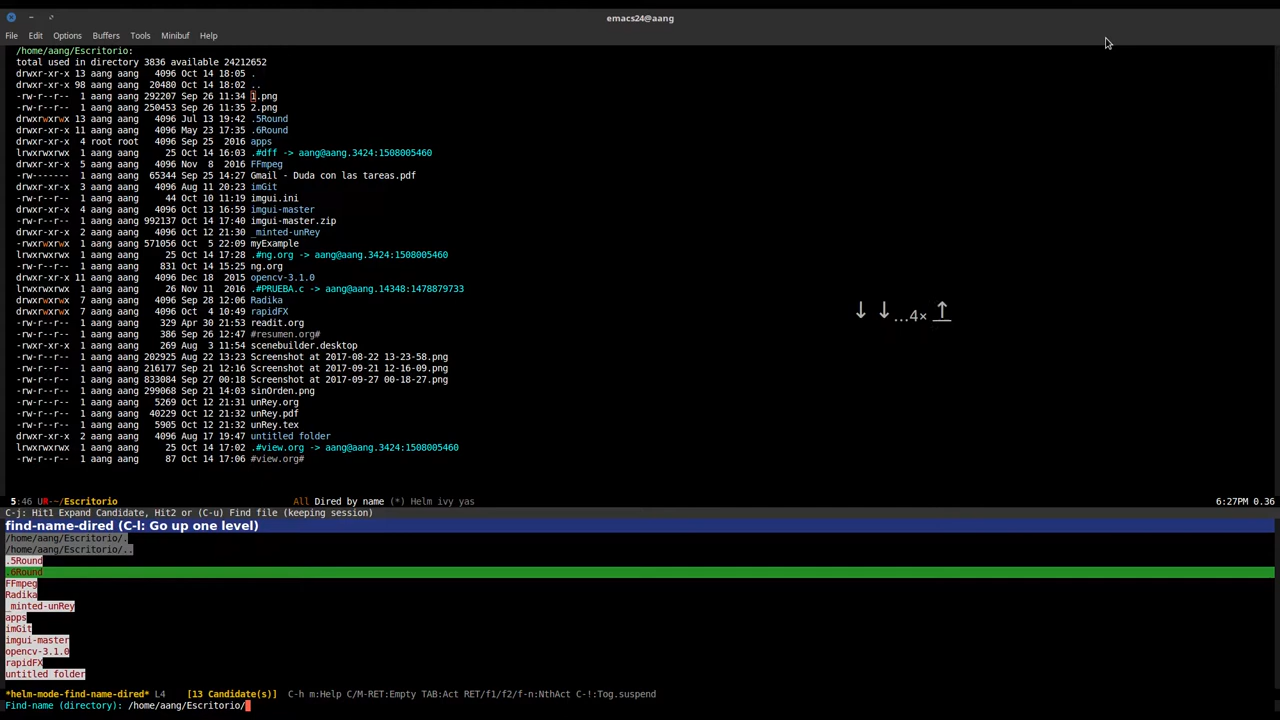 emacs24@aang
File Edit Options Buffers Tools Minibuf Help
/home/aang/Escritorio:
total used in directory 3836 available 24212652
drwxr-xr-x 13 aang aang 4096 Oct 14 18:05 .
drwxr-xr-x 98 aang aang 20480 Oct 14 18:02 ..
-rw-r--r-- 1 aang aang 292207 Sep 26 11:34 1.png
-rw-r--r-- 1 aang aang 250453 Sep 26 11:35 2.png
drwxrwxrwx 13 aang aang 4096 Jul 13 19:42 .5Round
drwxr-xr-x 11 aang aang 4096 May 23 17:35 .6Round
drwxr-xr-x 4 root root 4096 Sep 25 2016 apps
lrwxrwxrwx 1 aang aang 25 Oct 14 16:03 .#dff -> aang@aang.3424:1508005460
drwxr-xr-x 5 aang aang 4096 Nov 8 2016 FFmpeg
-rw------- 1 aang aang 65344 Sep 25 14:27 Gmail - Duda con las tareas.pdf
drwxr-xr-x 3 aang aang 4096 Aug 11 20:23 imGit
-rw-r--r-- 1 aang aang 44 Oct 10 11:19 imgui.ini
drwxr-xr-x 4 aang aang 4096 Oct 13 16:59 imgui-master
-rw-r--r-- 1 aang aang 992137 Oct 14 17:40 imgui-master.zip
drwxr-xr-x 2 aang aang 4096 Oct 12 21:30 _minted-unRey
-rwxrwxrwx 1 aang aang 571056 Oct 5 22:09 myExample
lrwxrwxrwx 1 aang aang 25 Oct 14 17:28 .#ng.org -> aang@aang.3424:1508005460
-rw-r--r-- 1 aang aang 831 Oct 14 15:25 ng.org
drwxr-xr-x 11 aang aang 4096 Dec 18 2015 opencv-3.1.0
lrwxrwxrwx 1 aang aang 26 Nov 11 2016 .#PRUEBA.c -> aang@aang.14348:1478879733
drwxrwxrwx 7 aang aang 4096 Sep 28 12:06 Radika
drwxrwxrwx 7 aang aang 4096 Oct 4 10:49 rapidFX
-rw-r--r-- 1 aang aang 329 Apr 30 21:53 readit.org
-rw-r--r-- 1 aang aang 386 Sep 26 12:47 #resumen.org#
-rwxr-xr-x 1 aang aang 269 Aug 3 11:54 scenebuilder.desktop
-rw-r--r-- 1 aang aang 202925 Aug 22 13:23 Screenshot at 2017-08-22 13-23-58.png
-rw-r--r-- 1 aang aang 216177 Sep 21 12:16 Screenshot at 2017-09-21 12-16-09.png
-rw-r--r-- 1 aang aang 833084 Sep 27 00:18 Screenshot at 2017-09-27 00-18-27.png
-rw-r--r-- 1 aang aang 299068 Sep 21 14:03 sinOrden.png
-rw-r--r-- 1 aang aang 5269 Oct 12 21:31 unRey.org
-rw-r--r-- 1 aang aang 40229 Oct 12 21:32 unRey.pdf
-rw-r--r-- 1 aang aang 5905 Oct 12 21:32 unRey.tex
drwxr-xr-x 2 aang aang 4096 Aug 17 19:47 untitled folder
lrwxrwxrwx 1 aang aang 25 Oct 14 17:02 .#view.org -> aang@aang.3424:1508005460
-rw-r--r-- 1 aang aang 87 Oct 14 17:06 #view.org#
↓ ↓...4× ↑
5:46 UR-~/Escritorio All Dired by name (*) Helm ivy yas 6:27PM 0.36
C-j: Hit1 Expand Candidate, Hit2 or (C-u) Find file (keeping session)
find-name-dired (C-l: Go up one level)
/home/aang/Escritorio/.
/home/aang/Escritorio/..
.5Round
.6Round
FFmpeg
Radika
_minted-unRey
apps
imGit
imgui-master
opencv-3.1.0
rapidFX
untitled folder
*helm-mode-find-name-dired* L4 [13 Candidate(s)] C-h m:Help C/M-RET:Empty TAB:Act RET/f1/f2/f-n:NthAct C-!:Tog.suspend
Find-name (directory): /home/aang/Escritorio/